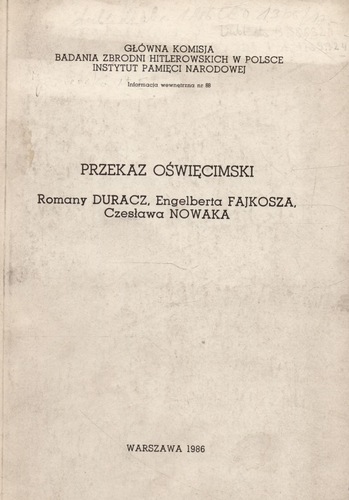 GŁÓWNA KOMISJA
BADANIA ZBRODNI HITLEROWSKICH W POLSCE
INSTYTUT PAMIĘCI NARODOWEJ
Informacja wewnętrzna nr 88
PRZEKAZ OŚWIĘCIMSKI
Romany DURACZ, Engelberta FAJKOSZA,
Czesława NOWAKA
WARSZAWA 1986